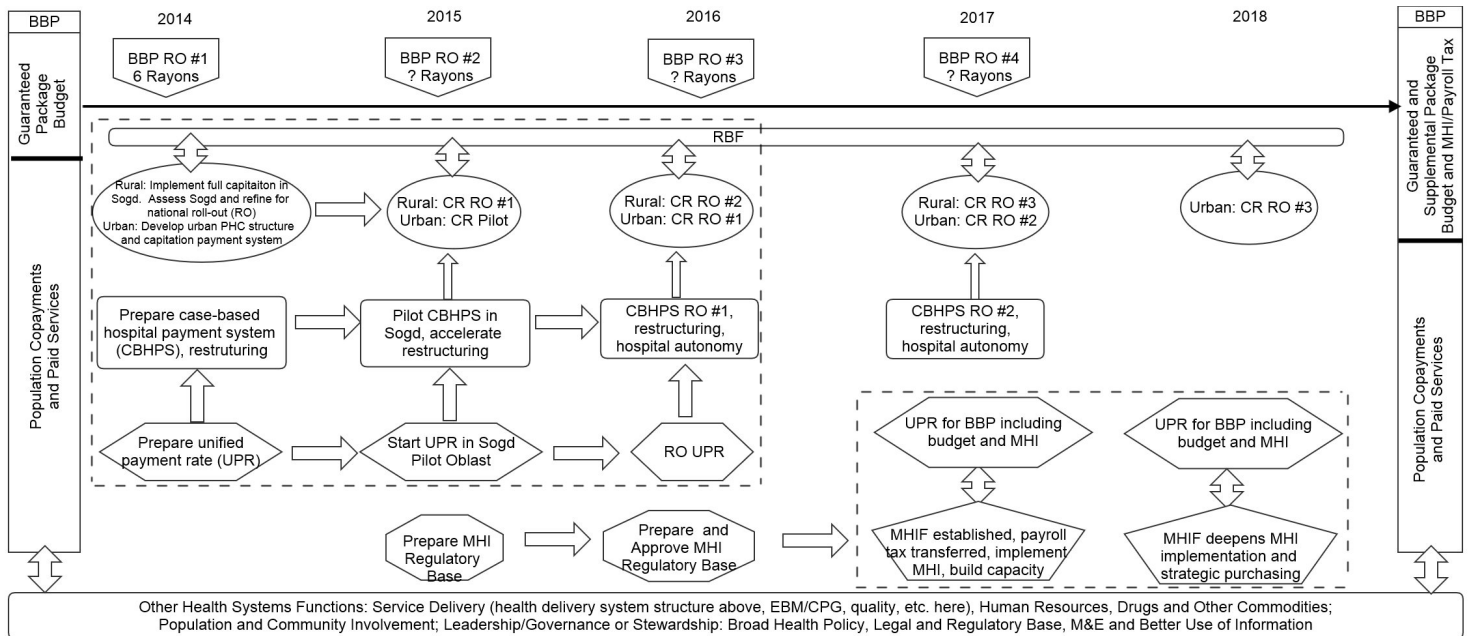 BBP
2014
2015
2016
2017
2018
BBP
Guaranteed
Package
Budget
Population Copayments
and Paid Services
BBP RO #1
6 Rayons
BBP RO #2
? Rayons
BBP RO #3
? Rayons
BBP RO #4
? Rayons
RBF
Rural: Implement full capitaiton in
Sogd. Assess Sogd and refine for
national roll-out (RO)
Urban: Develop urban PHC structure
and capitation payment system
Rural: CR RO #1
Urban: CR Pilot
Rural: CR RO #2
Urban: CR RO #1
Rural: CR RO #3
Urban: CR RO #2
Urban: CR RO #3
Prepare case-based
hospital payment system
(CBHPS), restruturing
Pilot CBHPS in
Sogd, accelerate
restructuring
CBHPS RO #1,
restructuring,
hospital autonomy
CBHPS RO #2,
restructuring,
hospital autonomy
Prepare unified
payment rate (UPR)
Start UPR in Sogd
Pilot Oblast
RO UPR
UPR for BBP including
budget and MHI
UPR for BBP including
budget and MHI
Prepare MHI
Regulatory
Base
Prepare and
Approve MHI
Regulatory Base
MHIF established, payroll
tax transferred, implement
MHI, build capacity
MHIF deepens MHI
implementation and
strategic purchasing
Guaranteed and
Supplemental Package
Budget and MHI/Payroll Tax
Population Copayments
and Paid Services
Other Health Systems Functions: Service Delivery (health delivery system structure above, EBM/CPG, quality, etc. here), Human Resources, Drugs and Other Commodities;
Population and Community Involvement; Leadership/Governance or Stewardship: Broad Health Policy, Legal and Regulatory Base, M&E and Better Use of Information